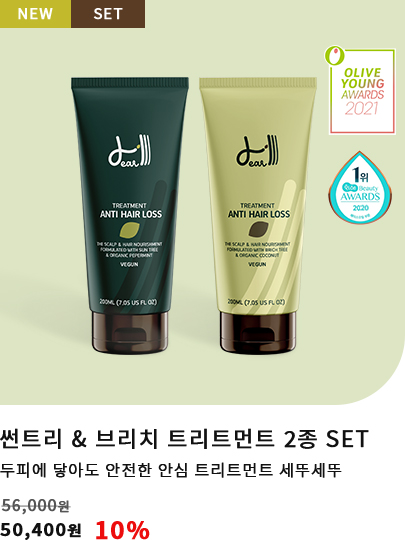 NEW SET
OLIVE
YOUNG
AWARDS
2021
1위
Beauty
AWARDS
2020
Dear
TREATMENT
ANTI HAIR LOSS
THE SCALP & HAIR NOURISHMENT
FORMULATED WITH SUN TREE
& ORGANIC PEPERMINT
VEGUN
200ML (7.05 US FL OZ)
Dear
TREATMENT
ANTI HAIR LOSS
THE SCALP & HAIR NOURISHMENT
FORMULATED WITH BRICH TREE
& ORGANIC COCONUT
VEGUN
200ML (7.05 US FL OZ)
썬트리 & 브리치 트리트먼트 2종 SET
두피에 닿아도 안전한 안심 트리트먼트 세뚜세뚜
56,000원
50,400원 10%